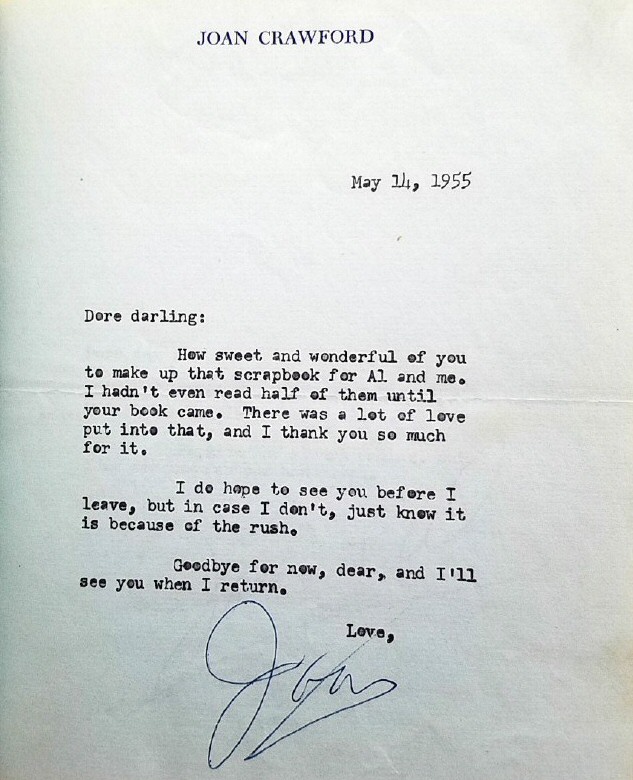 JOAN CRAWFORD
May 14, 1955
Dore darling:
How sweet and wonderful of you
to make up that scrapbook for Al and me.
I hadn't even read half of them until
your book came. There was a lot of love
put into that, and I thank you so much
for it.
I do hope to see you before I
leave, but in case I don't, just know it
is because of the rush.
Goodbye for now, dear, and I'll
see you when I return.
Love,
Joan